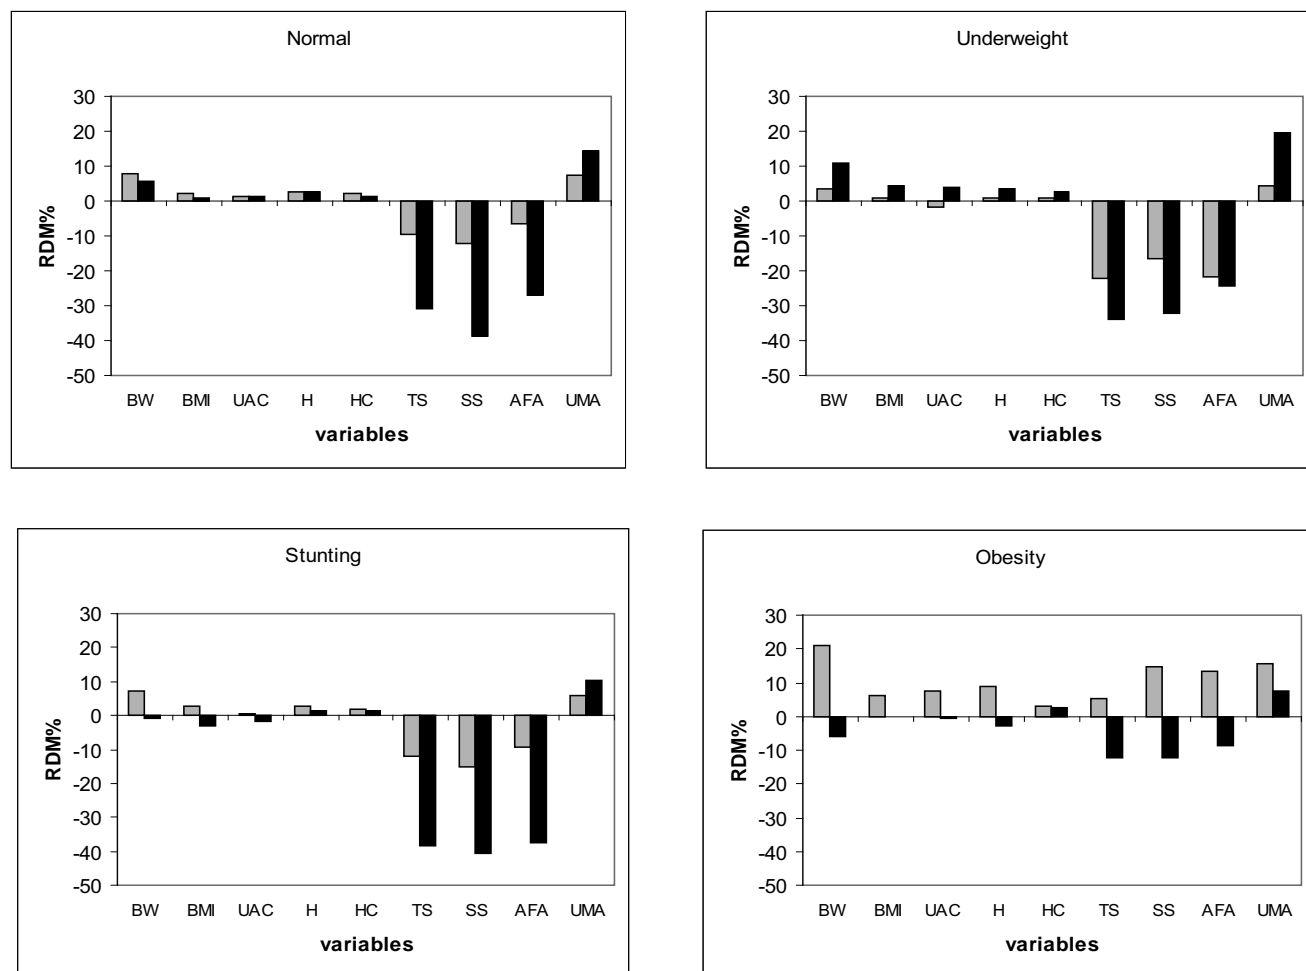 Normal
30
20
10
0
-10
-20
-30
-40
-50
RDM%
BW BMI UAC H HC TS SS AFA UMA
variables
Underweight
30
20
10
0
-10
-20
-30
-40
-50
RDM%
BW BMI UAC H HC TS SS AFA UMA
variables
Stunting
30
20
10
0
-10
-20
-30
-40
-50
RDM%
BW BMI UAC H HC TS SS AFA UMA
variables
Obesity
30
20
10
0
-10
-20
-30
-40
-50
RDM%
BW BMI UAC H HC TS SS AFA UMA
variables